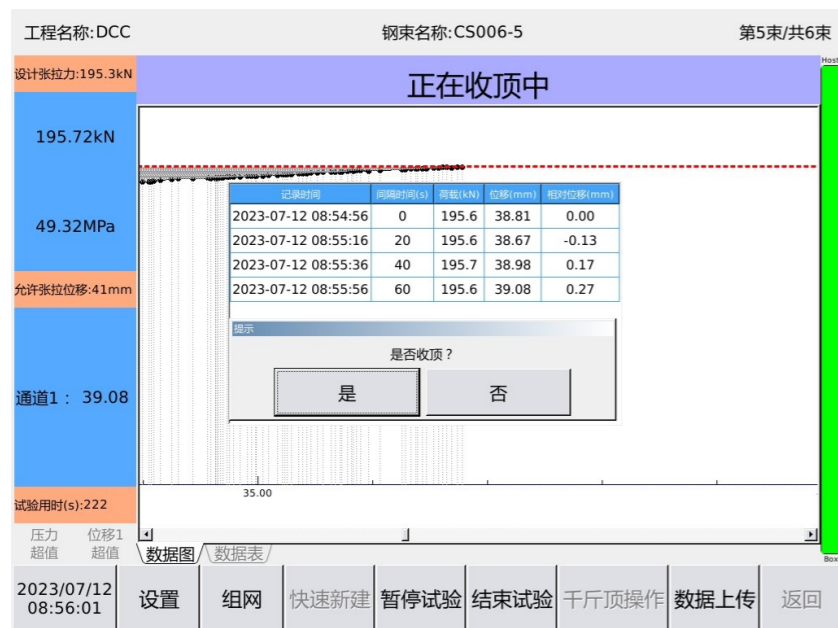 工程名称:DCC 钢束名称:CS006-5 第5束/共6束
设计张拉力:195.3kN
正在收顶中
Host
195.72kN
49.32MPa
允许张拉位移:41mm
通道1: 39.08
试验用时(s):222
压力 位移1
超值 超值
记录时间 间隔时间(s) 荷载(kN) 位移(mm) 相对位移(mm)
2023-07-12 08:54:56 0 195.6 38.81 0.00
2023-07-12 08:55:16 20 195.6 38.67 -0.13
2023-07-12 08:55:36 40 195.7 38.98 0.17
2023-07-12 08:55:56 60 195.6 39.08 0.27
提示
是否收顶?
是 否
35.00
数据图 数据表
Box
2023/07/12
08:56:01
设置 组网 快速新建 暂停试验 结束试验 千斤顶操作 数据上传 返回